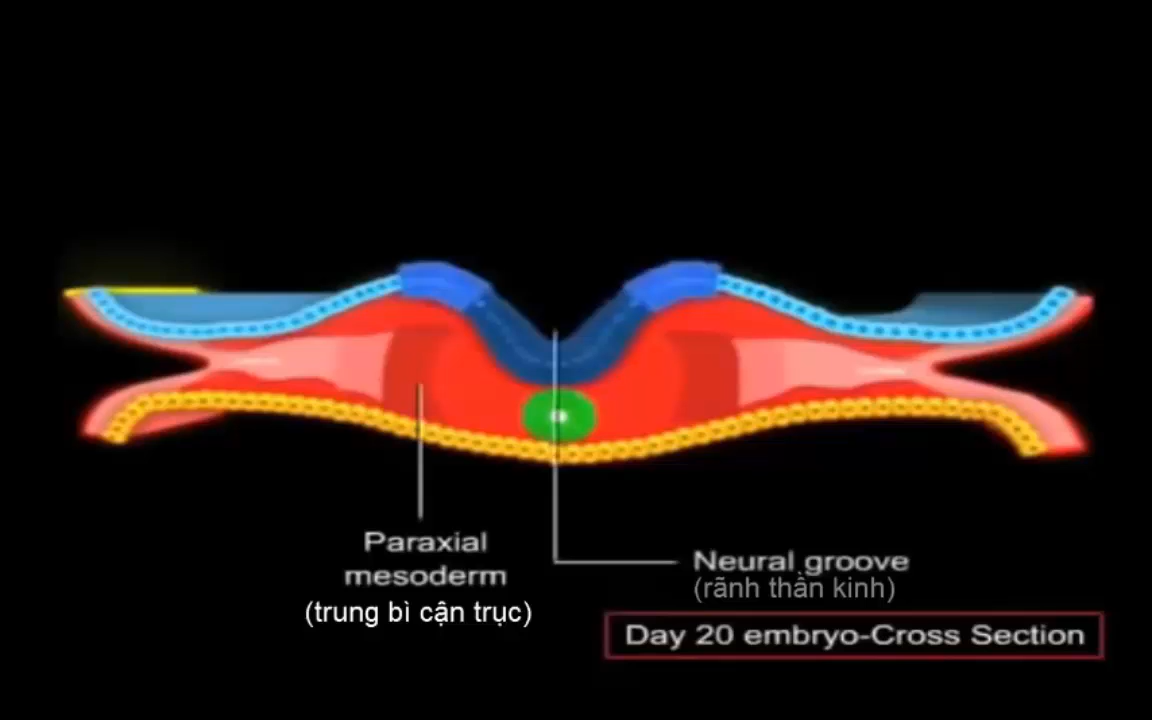 Paraxial
mesoderm
(trung bì cận trục)
Neural groove
(rãnh thần kinh)
Day 20 embryo-Cross Section